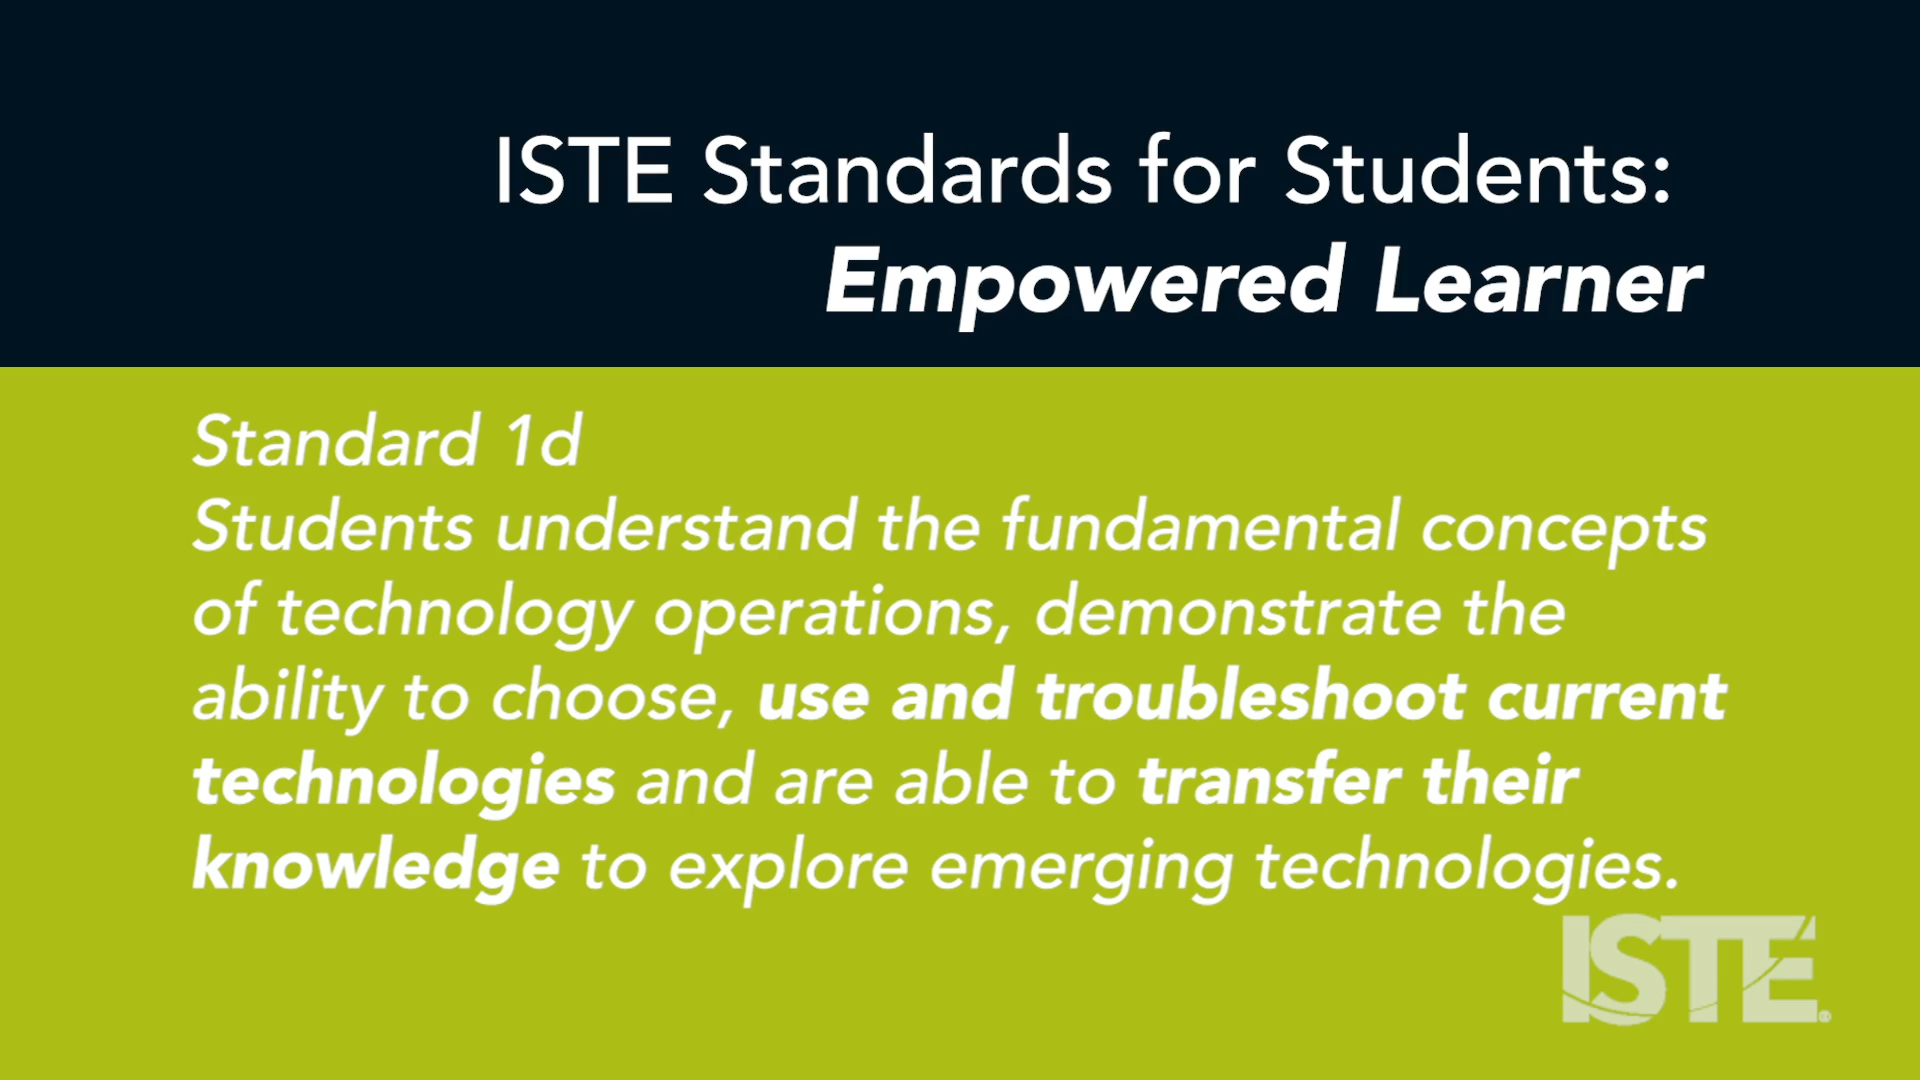 ISTE Standards for Students:
Empowered Learner
Standard 1d
Students understand the fundamental concepts
of technology operations, demonstrate the
ability to choose, use and troubleshoot current
technologies and are able to transfer their
knowledge to explore emerging technologies.
ISTE®